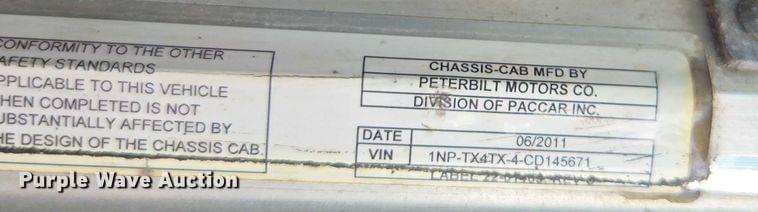 CONFORMITY TO THE OTHER
AFETY STANDARDS
PPLICABLE TO THIS VEHICLE
HEN COMPLETED IS NOT
UBSTANTIALLY AFFECTED BY
HE DESIGN OF THE CHASSIS CAB.
CHASSIS-CAB MFD BY
PETERBILT MOTORS CO.
DIVISION OF PACCAR INC.
DATE 06/2011
VIN 1NP-TX4TX-4-CD145671
LABEL
Purple Wave Auction